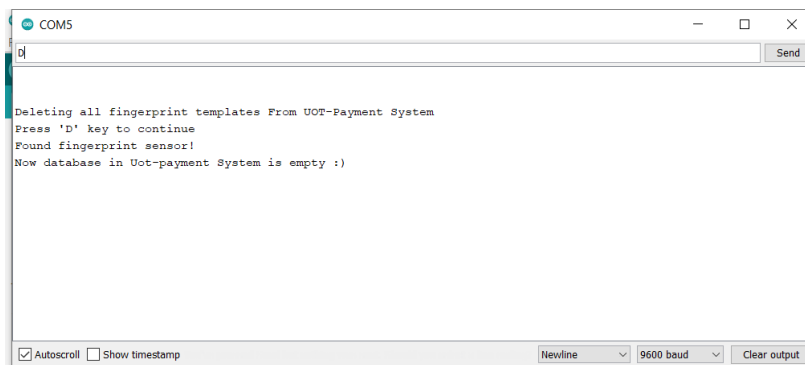 COM5
D
Send
Deleting all fingerprint templates From UOT-Payment System
Press 'D' key to continue
Found fingerprint sensor!
Now database in Uot-payment System is empty :)
Autoscroll Show timestamp Newline 9600 baud Clear output